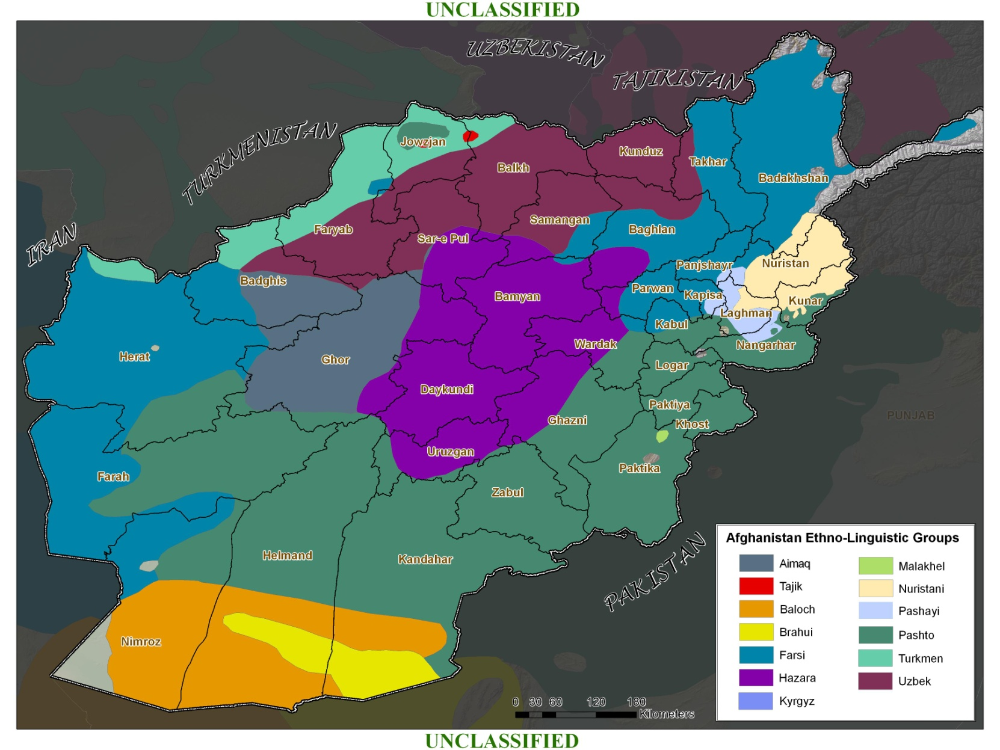 UNCLASSIFIED
UZBEKISTAN
TAJIKISTAN
TURKMENISTAN
IRAN
Jowzjan
Balkh
Kunduz
Takhar
Badakhshan
Faryab
Sar-e Pul
Samangan
Baghlan
Badghis
Bamyan
Panjshayr
Nuristan
Parwan
Kapisa
Kunar
Laghman
Kabul
Herat
Ghor
Wardak
Nangarhar
Logar
Daykundi
Ghazni
Paktiya
Khost
PUNJAB
Uruzgan
Farah
Paktika
Zabul
Helmand
Kandahar
PAKISTAN
Nimroz
Afghanistan Ethno-Linguistic Groups
Aimaq
Tajik
Baloch
Brahui
Farsi
Hazara
Kyrgyz
Malakhel
Nuristani
Pashayi
Pashto
Turkmen
Uzbek
0 30 60 120 180
Kilometers
UNCLASSIFIED